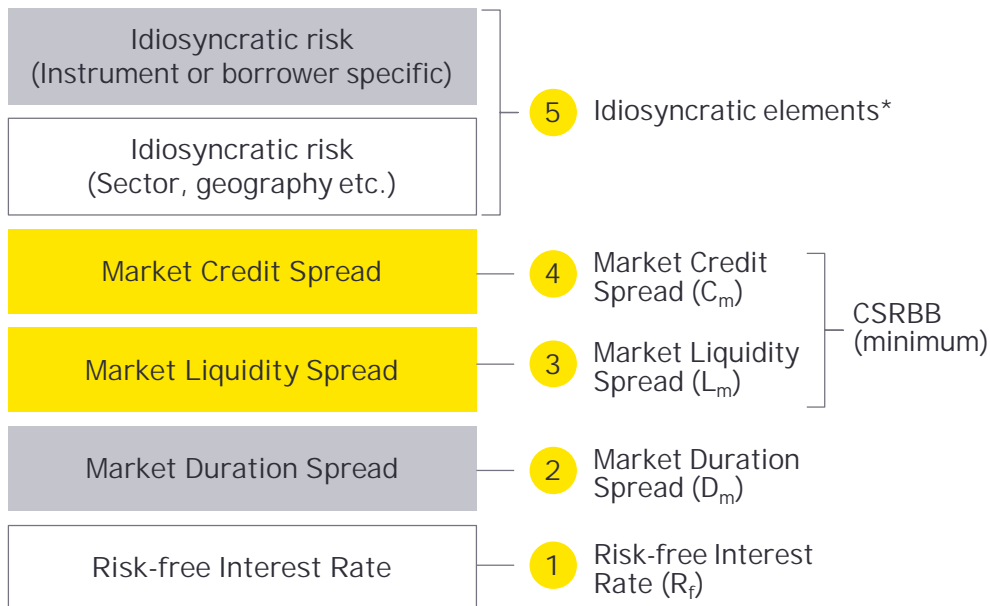 Idiosyncratic risk
(Instrument or borrower specific)
Idiosyncratic risk
(Sector, geography etc.)
5
Idiosyncratic elements*
Market Credit Spread
4
Market Credit
Spread (Cₘ)
Market Liquidity Spread
3
Market Liquidity
Spread (Lₘ)
CSRBB
(minimum)
Market Duration Spread
2
Market Duration
Spread (Dₘ)
Risk-free Interest Rate
1
Risk-free Interest
Rate (R_f)